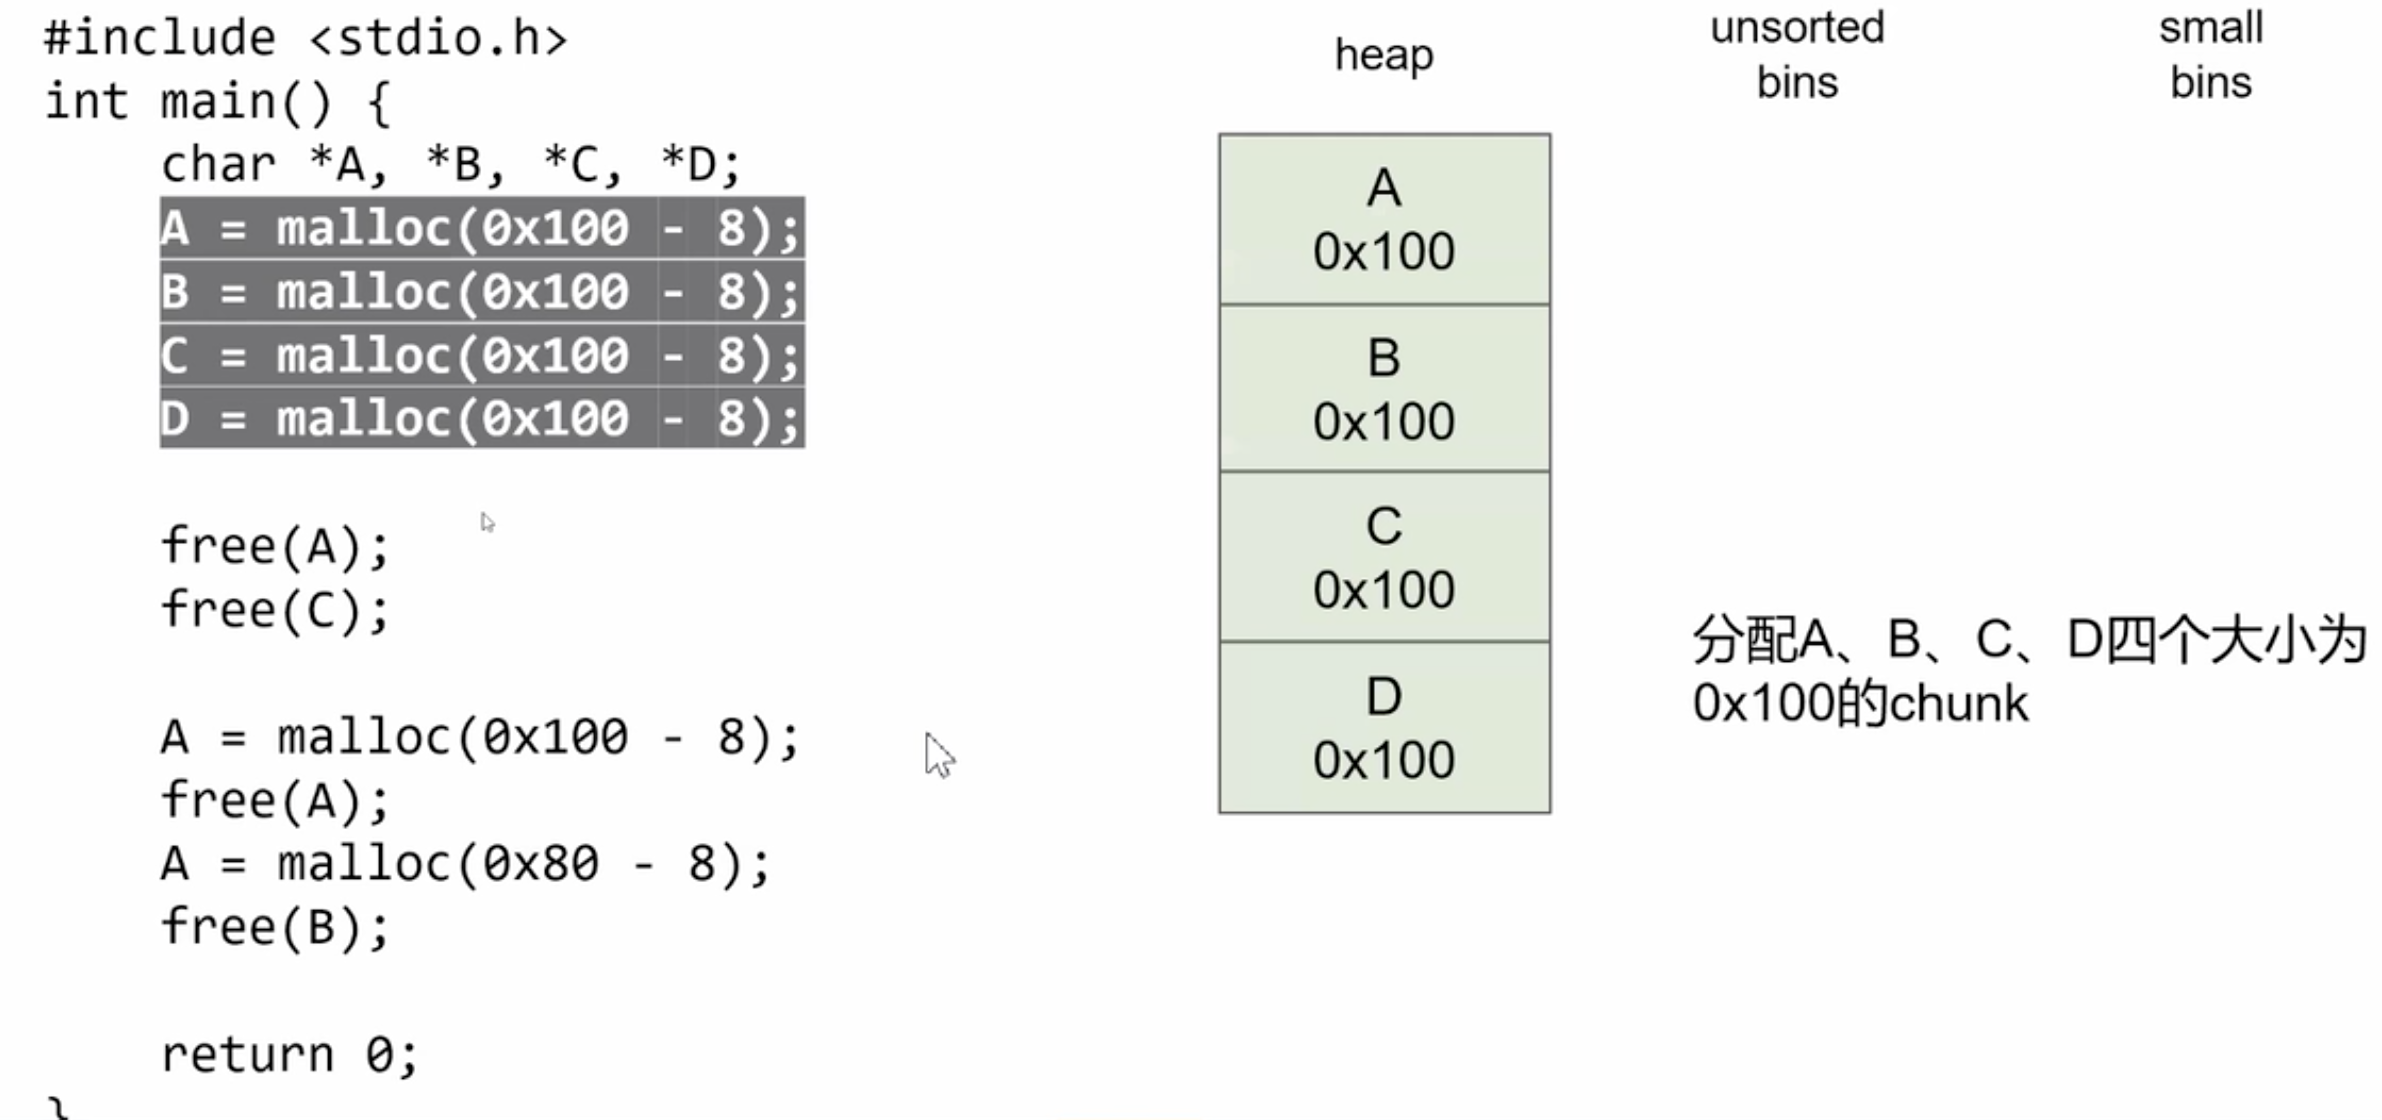 #include <stdio.h>
int main() {
    char *A, *B, *C, *D;
    A = malloc(0x100 - 8);
    B = malloc(0x100 - 8);
    C = malloc(0x100 - 8);
    D = malloc(0x100 - 8);
    free(A);
    free(C);
    A = malloc(0x100 - 8);
    free(A);
    A = malloc(0x80 - 8);
    free(B);
    return 0;
}
heap
A
0x100
B
0x100
C
0x100
D
0x100
unsorted
bins
small
bins
分配A、B、C、D四个大小为
0x100的chunk